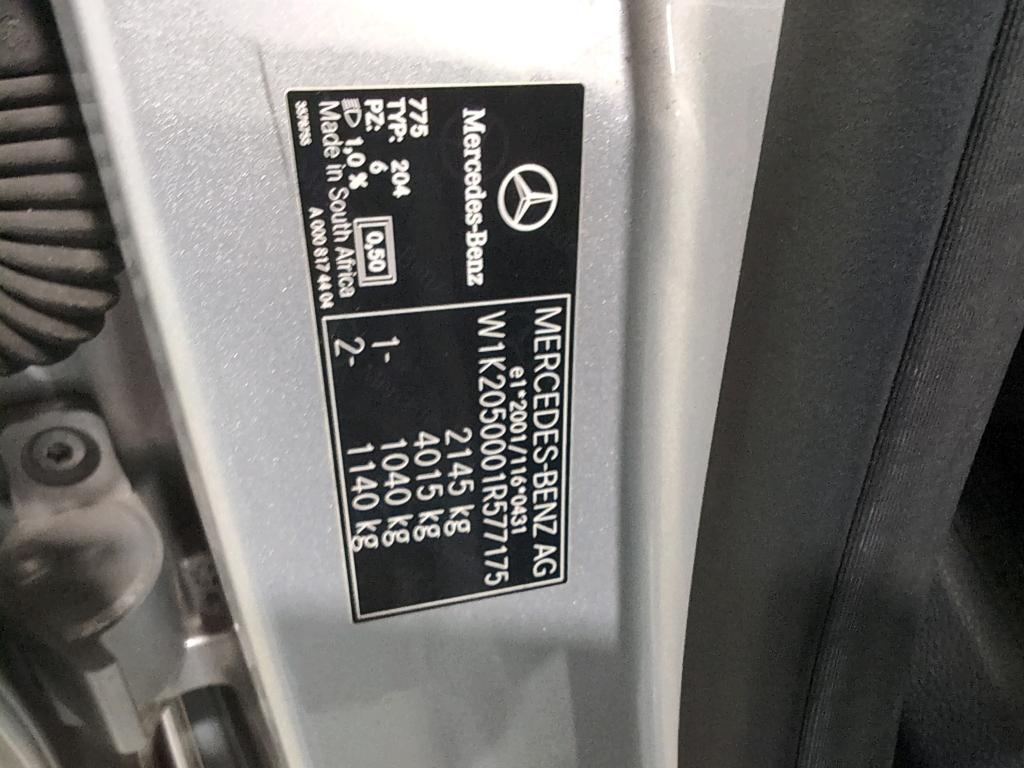 Mercedes-Benz
775
TYP: 204
PZ: 6
0,50
1,0 %
Made in South Africa
3578755
A 000 817 44 04
MERCEDES-BENZ AG
e1*2001/116*0431
W1K2050001R577175
2145 kg
4015 kg
1- 1040 kg
2- 1140 kg